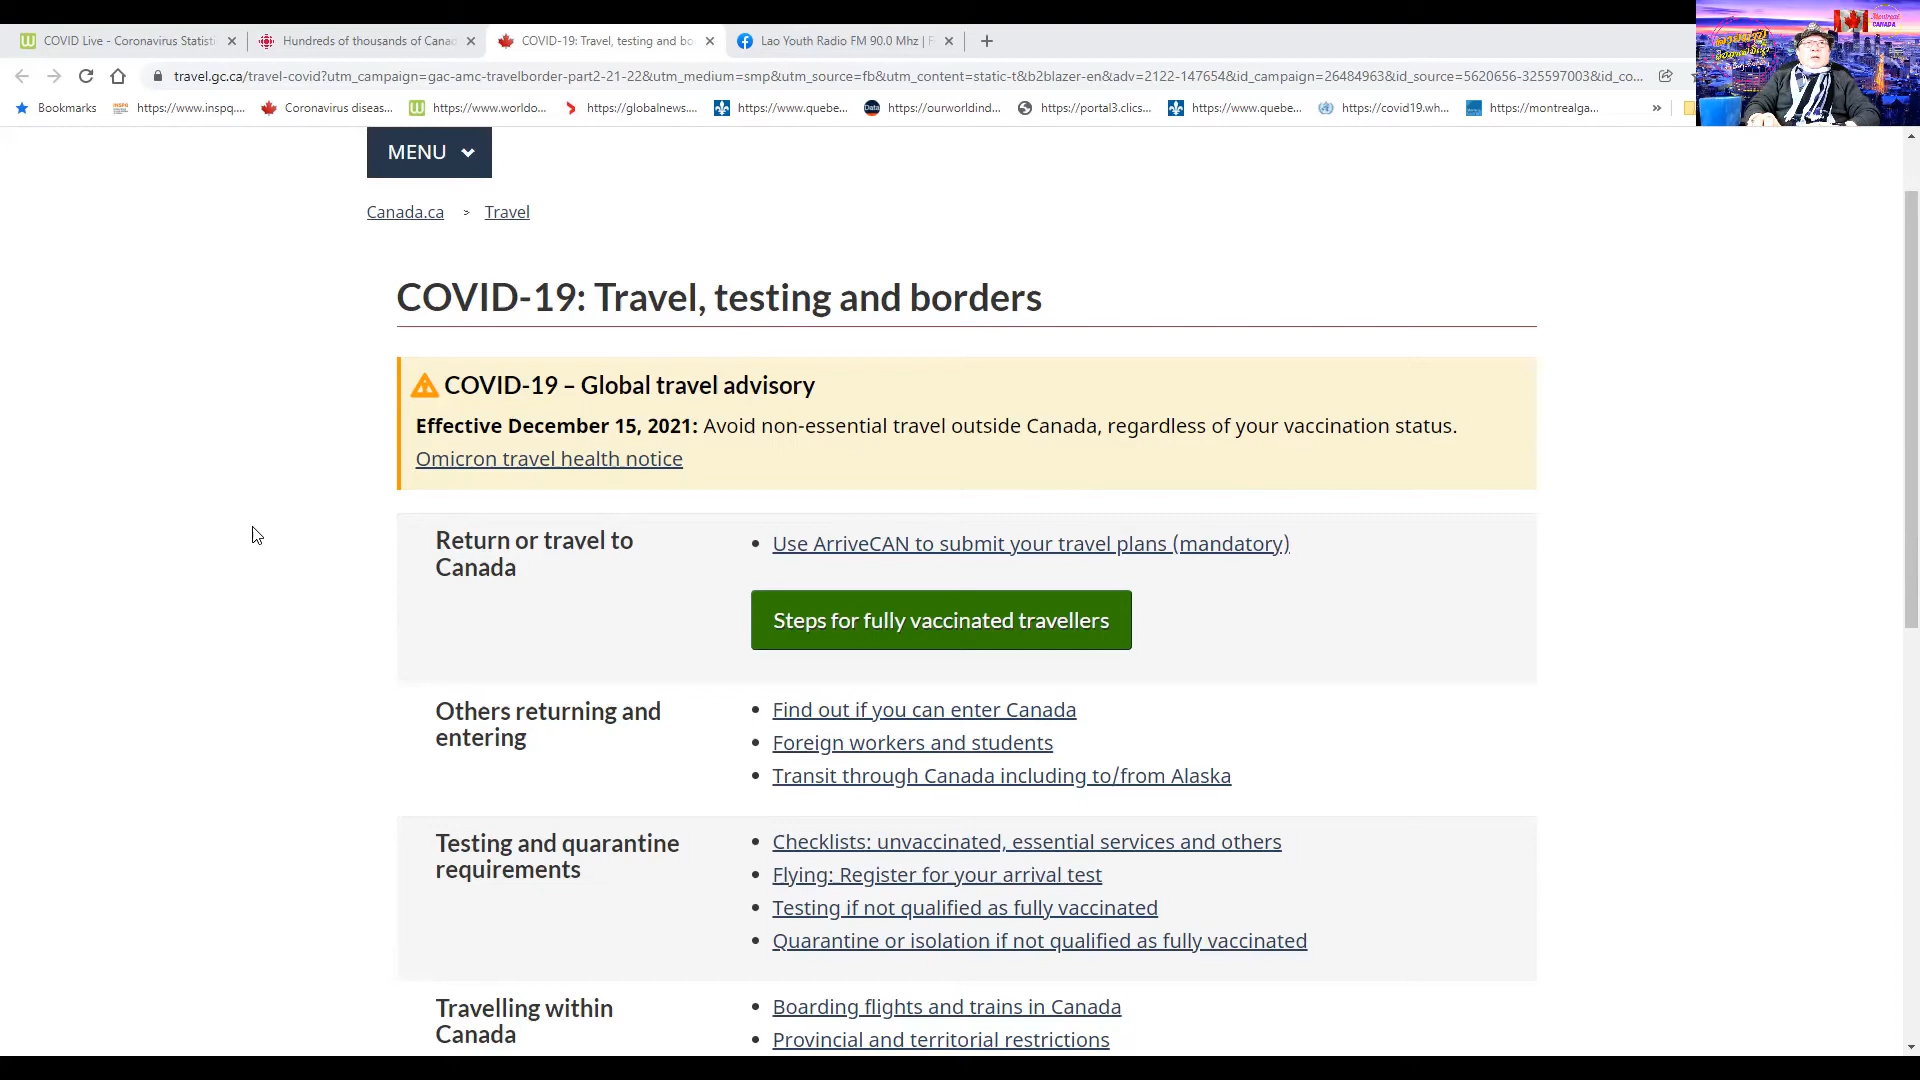 COVID Live - Coronavirus Statisti
Hundreds of thousands of Canad
COVID-19: Travel, testing and bo
Lao Youth Radio FM 90.0 Mhz | F
travel.gc.ca/travel-covid?utm_campaign=gac-amc-travelborder-part2-21-22&utm_medium=smp&utm_source=fb&utm_content=static-t&b2blazer-en&adv=2122-147654&id_campaign=26484963&id_source=5620656-325597003&id_co...
Bookmarks
https://www.inspq....
Coronavirus diseas...
https://www.worldo...
https://globalnews....
https://www.quebe...
https://ourworldind...
https://portal3.clics...
https://www.quebe...
https://covid19.wh...
https://montrealga...
Montreal
CANADA
MENU
Canada.ca > Travel
COVID-19: Travel, testing and borders
COVID-19 – Global travel advisory
Effective December 15, 2021: Avoid non-essential travel outside Canada, regardless of your vaccination status.
Omicron travel health notice
Return or travel to
Canada
• Use ArriveCAN to submit your travel plans (mandatory)
Steps for fully vaccinated travellers
Others returning and
entering
• Find out if you can enter Canada
• Foreign workers and students
• Transit through Canada including to/from Alaska
Testing and quarantine
requirements
• Checklists: unvaccinated, essential services and others
• Flying: Register for your arrival test
• Testing if not qualified as fully vaccinated
• Quarantine or isolation if not qualified as fully vaccinated
Travelling within
Canada
• Boarding flights and trains in Canada
• Provincial and territorial restrictions